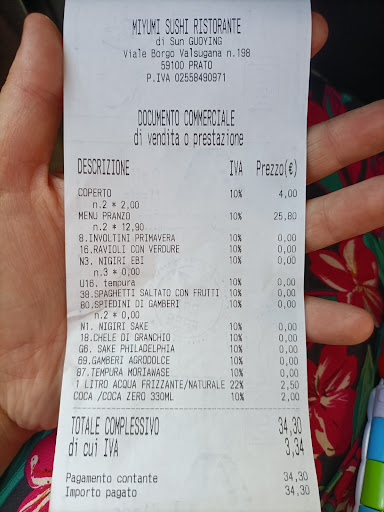 MIYUMI SUSHI RISTORANTE
di Sun GUOYING
Viale Borgo Valsugana n.198
59100 PRATO
P.IVA 02558490971
DOCUMENTO COMMERCIALE
di vendita o prestazione
DESCRIZIONE IVA Prezzo(€)
COPERTO 10% 4,00
n.2 * 2,00
MENU PRANZO 10% 25,80
n.2 * 12,90
8.INVOLTINI PRIMAVERA 10% 0,00
16.RAVIOLI CON VERDURE 10% 0,00
N3. NIGIRI EBI 10% 0,00
n.3 * 0,00
U16. tempura 10% 0,00
38.SPAGHETTI SALTATO CON FRUTTI 10% 0,00
80.SPIEDINI DI GAMBERI 10% 0,00
n.2 * 0,00
N1. NIGIRI SAKE 10% 0,00
18.CHELE DI GRANCHIO 10% 0,00
G6. SAKE PHILADELPHIA 10% 0,00
69.GAMBERI AGRODOLCE 10% 0,00
87.TEMPURA MORIAWASE 10% 0,00
1 LITRO ACQUA FRIZZANTE/NATURALE 22% 2,50
COCA /COCA ZERO 330ML 10% 2,00
TOTALE COMPLESSIVO 34,30
di cui IVA 3,34
Pagamento contante 34,30
Importo pagato 34,30